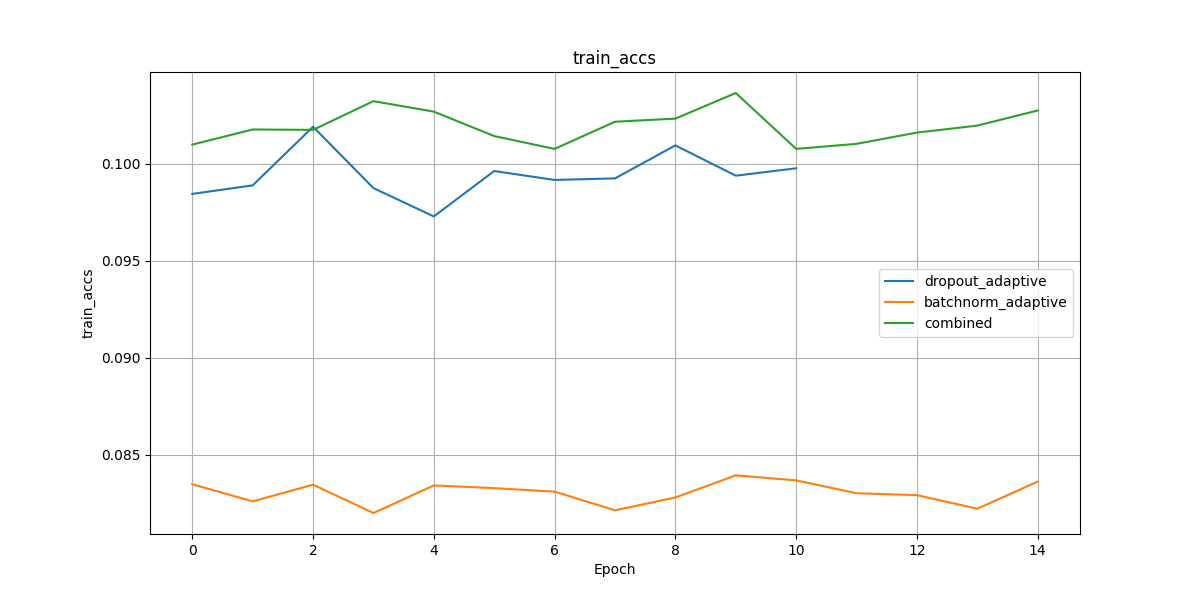 train_accs
train_accs
0.100
0.095
0.090
0.085
dropout_adaptive
batchnorm_adaptive
combined
0 2 4 6 8 10 12 14
Epoch